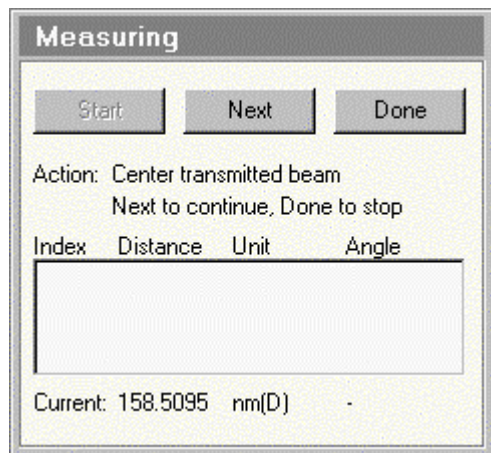 Measuring
Start Next Done
Action: Center transmitted beam
Next to continue, Done to stop
Index Distance Unit Angle
Current: 158.5095 nm(D) -